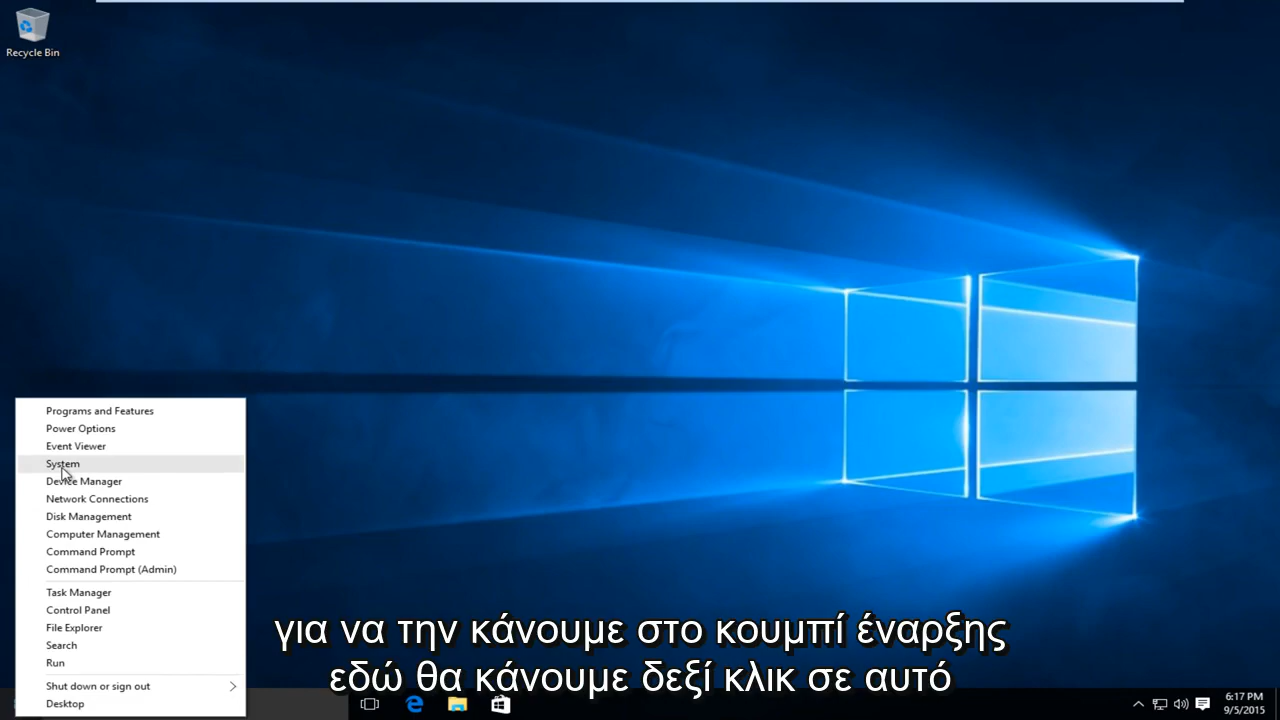 Recycle Bin
Programs and Features
Power Options
Event Viewer
System
Device Manager
Network Connections
Disk Management
Computer Management
Command Prompt
Command Prompt (Admin)
Task Manager
Control Panel
File Explorer
Search
Run
Shut down or sign out
Desktop
για να την κάνουμε στο κουμπί έναρξης
εδώ θα κάνουμε δεξί κλικ σε αυτό
6:17 PM
9/5/2015